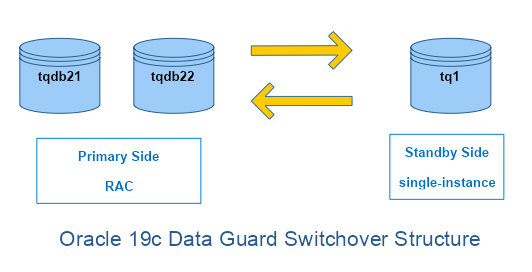 tqdb21
tqdb22
tq1
Primary Side
RAC
Standby Side
single-instance
Oracle 19c Data Guard Switchover Structure